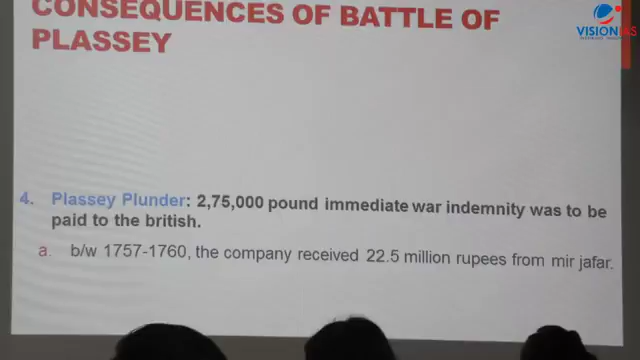 CONSEQUENCES OF BATTLE OF
PLASSEY
VISIONIAS
4. Plassey Plunder: 2,75,000 pound immediate war indemnity was to be
paid to the british.
a. b/w 1757-1760, the company received 22.5 million rupees from mir jafar.